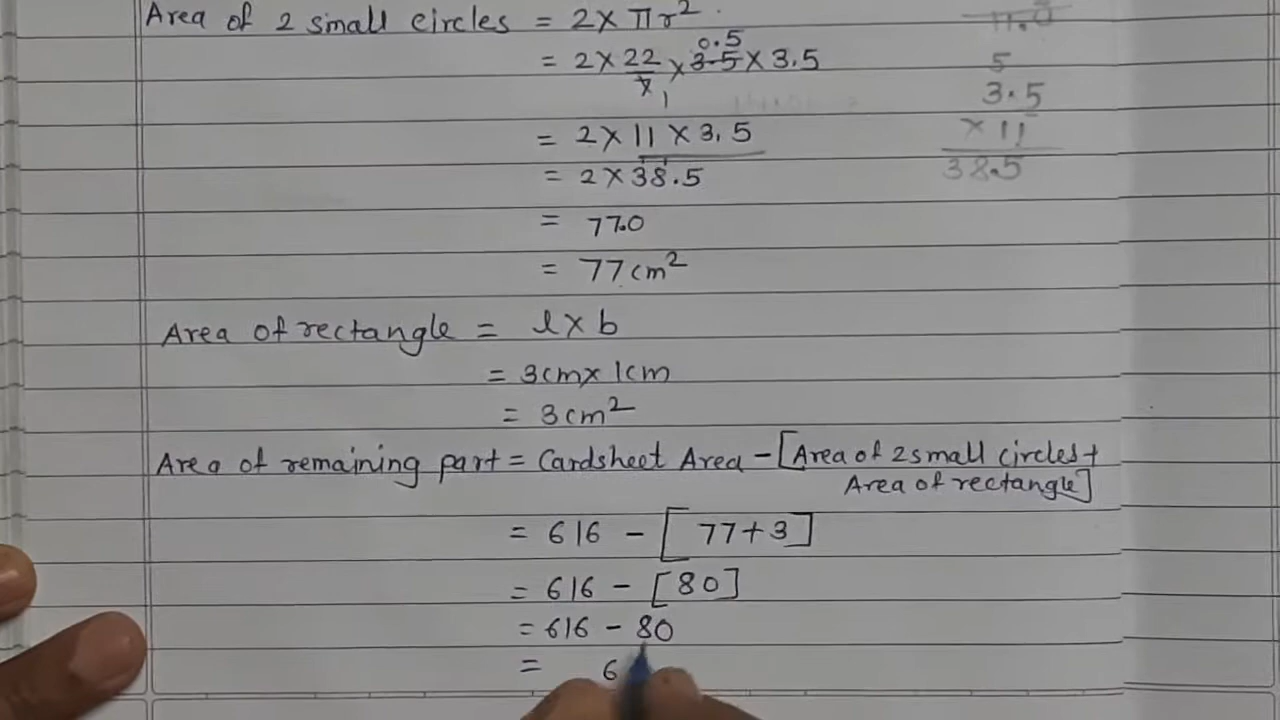 Area of 2 small circles = 2 × πr²
0.5
= 2 × 22/7 × 3.5 × 3.5
1
= 2 × 11 × 3.5
= 2 × 38.5
= 77.0
= 77 cm²
5
3.5
× 11
38.5
Area of rectangle = l × b
= 3cm × 1cm
= 3cm²
Area of remaining part = Cardsheet Area - [Area of 2 small circles +
Area of rectangle]
= 616 - [77+3]
= 616 - [80]
= 616 - 80
= 6